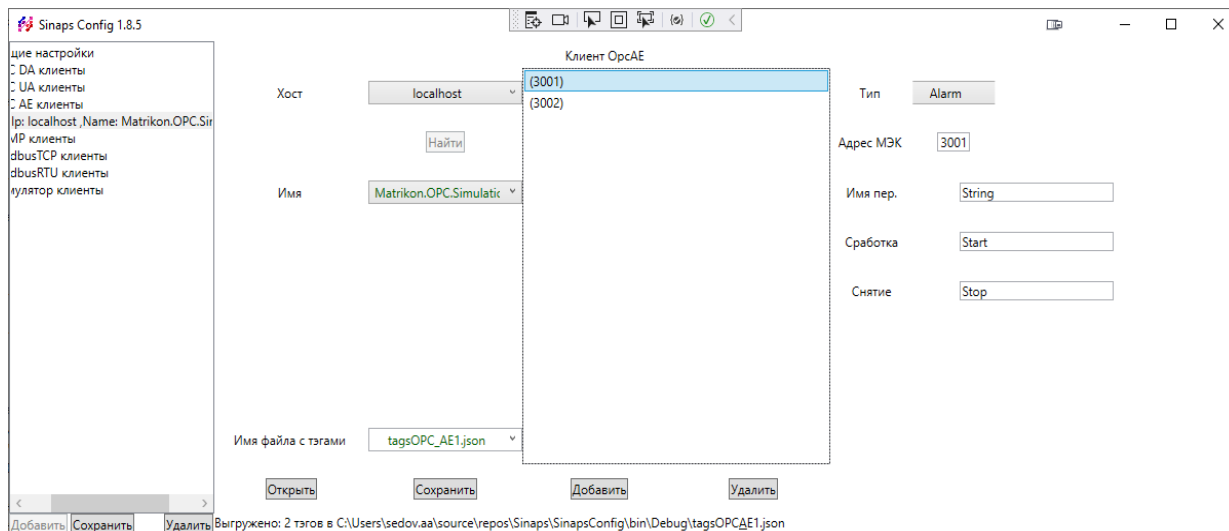 Sinaps Config 1.8.5
щие настройки
C DA клиенты
C UA клиенты
C AE клиенты
Ip: localhost ,Name: Matrikon.OPC.Sir
MP клиенты
dbusTCP клиенты
dbusRTU клиенты
иулятор клиенты
Добавить Сохранить Удалить
Клиент OpcAE
Хост localhost
Найти
Имя Matrikon.OPC.Simulatic
Имя файла с тэгами tagsOPC_AE1.json
(3001)
(3002)
Тип Alarm
Адрес МЭК 3001
Имя пер. String
Сработка Start
Снятие Stop
Открыть Сохранить Добавить Удалить
Выгружено: 2 тэгов в C:\Users\sedov.aa\source\repos\Sinaps\SinapsConfig\bin\Debug\tagsOPCAE1.json